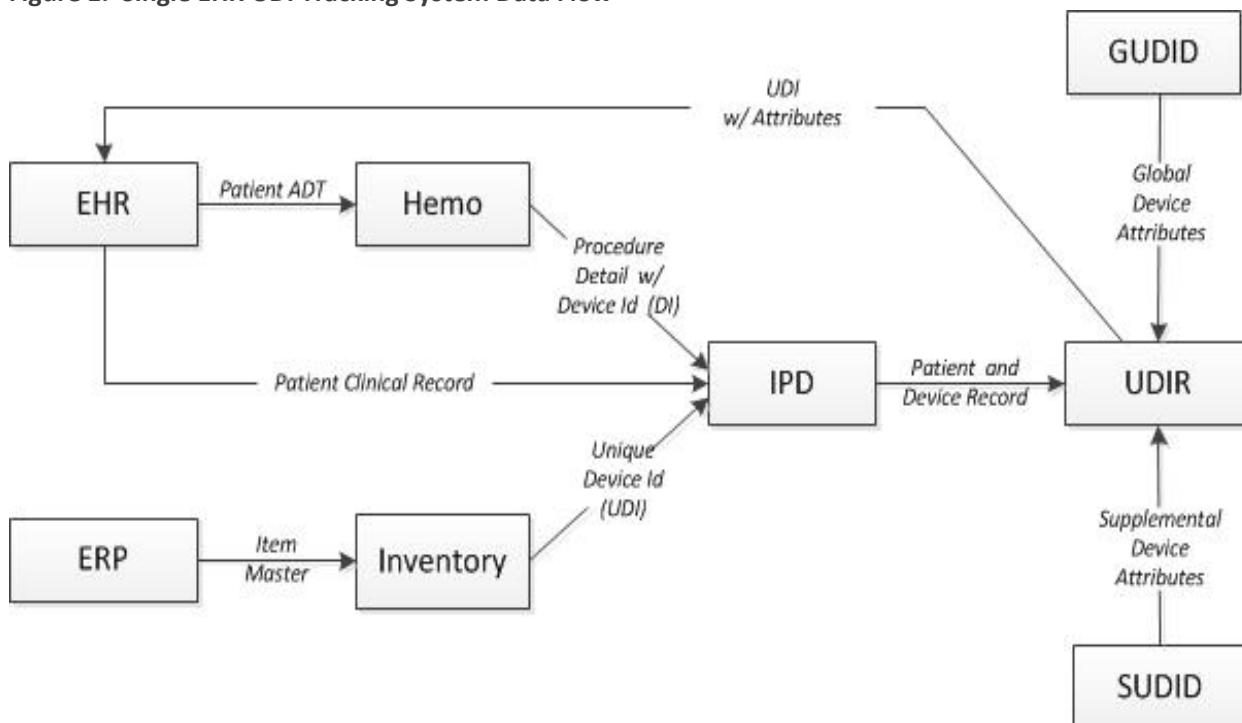 GUDID
UDI
w/ Attributes
Global
Device
Attributes
EHR
Patient ADT
Hemo
Procedure
Detail w/
Device Id (DI)
Patient Clinical Record
IPD
Patient and
Device Record
UDIR
Unique
Device Id
(UDI)
ERP
Item
Master
Inventory
Supplemental
Device
Attributes
SUDID